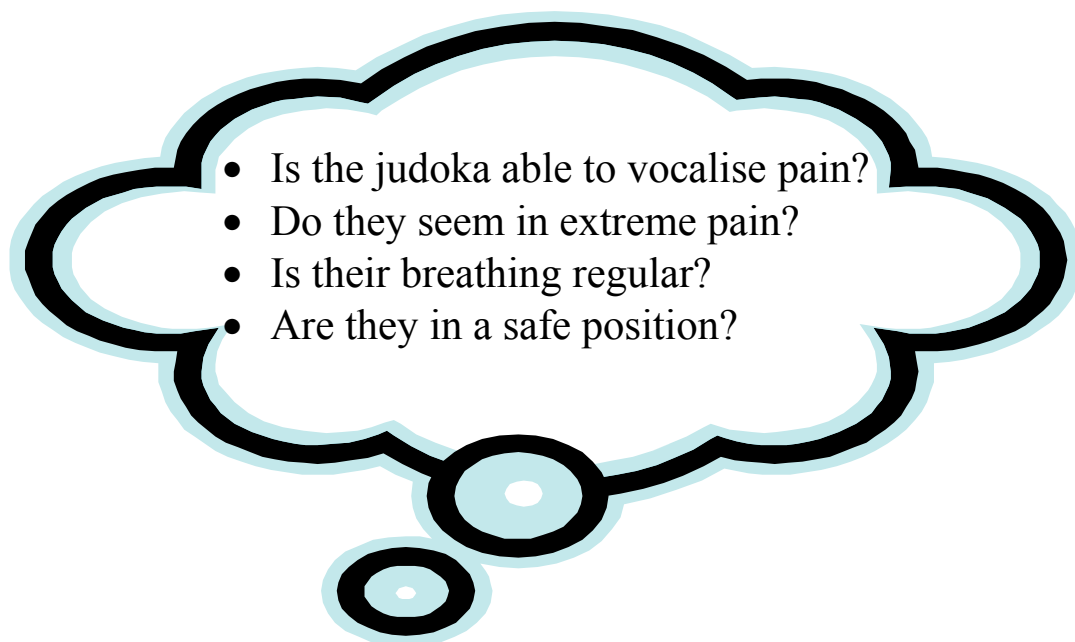 • Is the judoka able to vocalise pain?
• Do they seem in extreme pain?
• Is their breathing regular?
• Are they in a safe position?